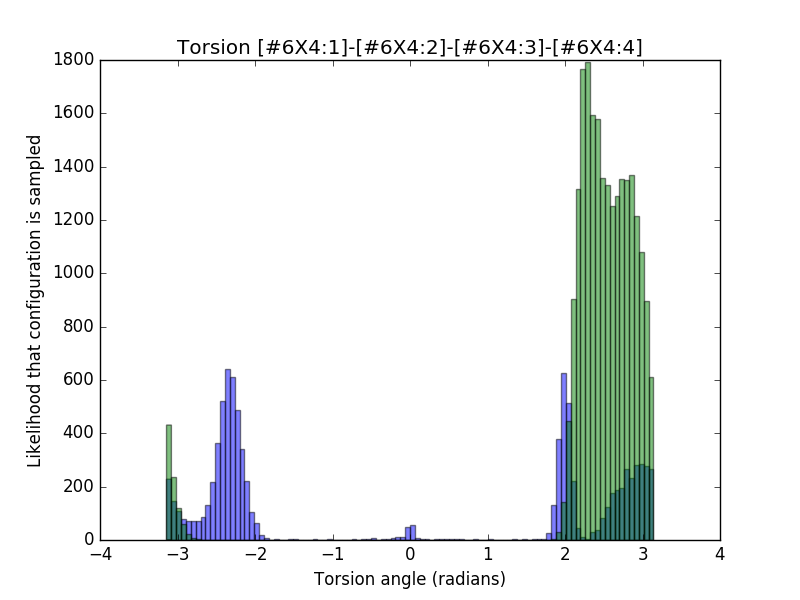 Torsion [#6X4:1]-[#6X4:2]-[#6X4:3]-[#6X4:4]
1800
1600
1400
1200
1000
800
600
400
200
0
Likelihood that configuration is sampled
−4 −3 −2 −1 0 1 2 3 4
Torsion angle (radians)